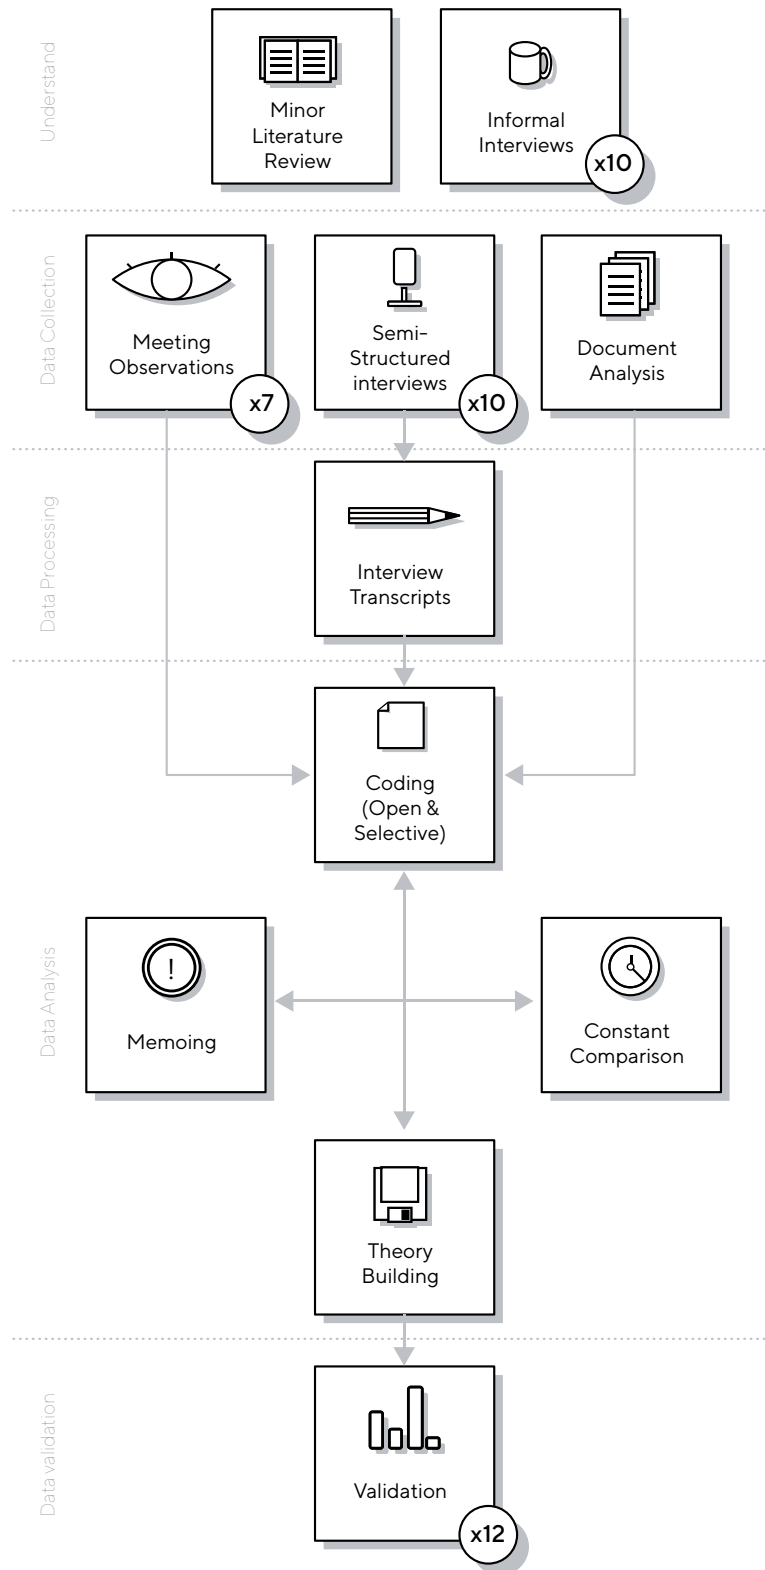 Understand
Minor
Literature
Review
Informal
Interviews
x10
Data Collection
Meeting
Observations
x7
Semi-
Structured
interviews
x10
Document
Analysis
Data Processing
Interview
Transcripts
Coding
(Open &
Selective)
Data Analysis
!
Memoing
Constant
Comparison
Theory
Building
Data validation
Validation
x12